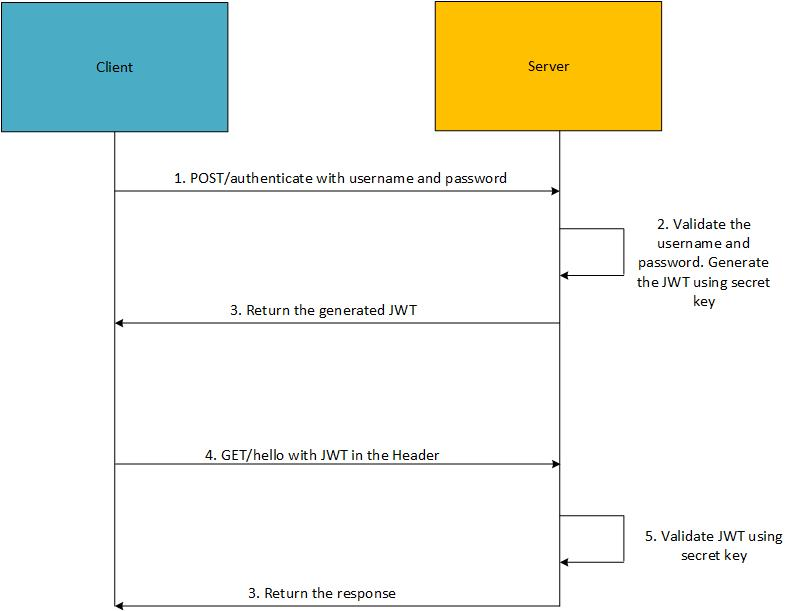 Client
Server
1. POST/authenticate with username and password
2. Validate the
username and
password. Generate
the JWT using secret
key
3. Return the generated JWT
4. GET/hello with JWT in the Header
5. Validate JWT using
secret key
3. Return the response